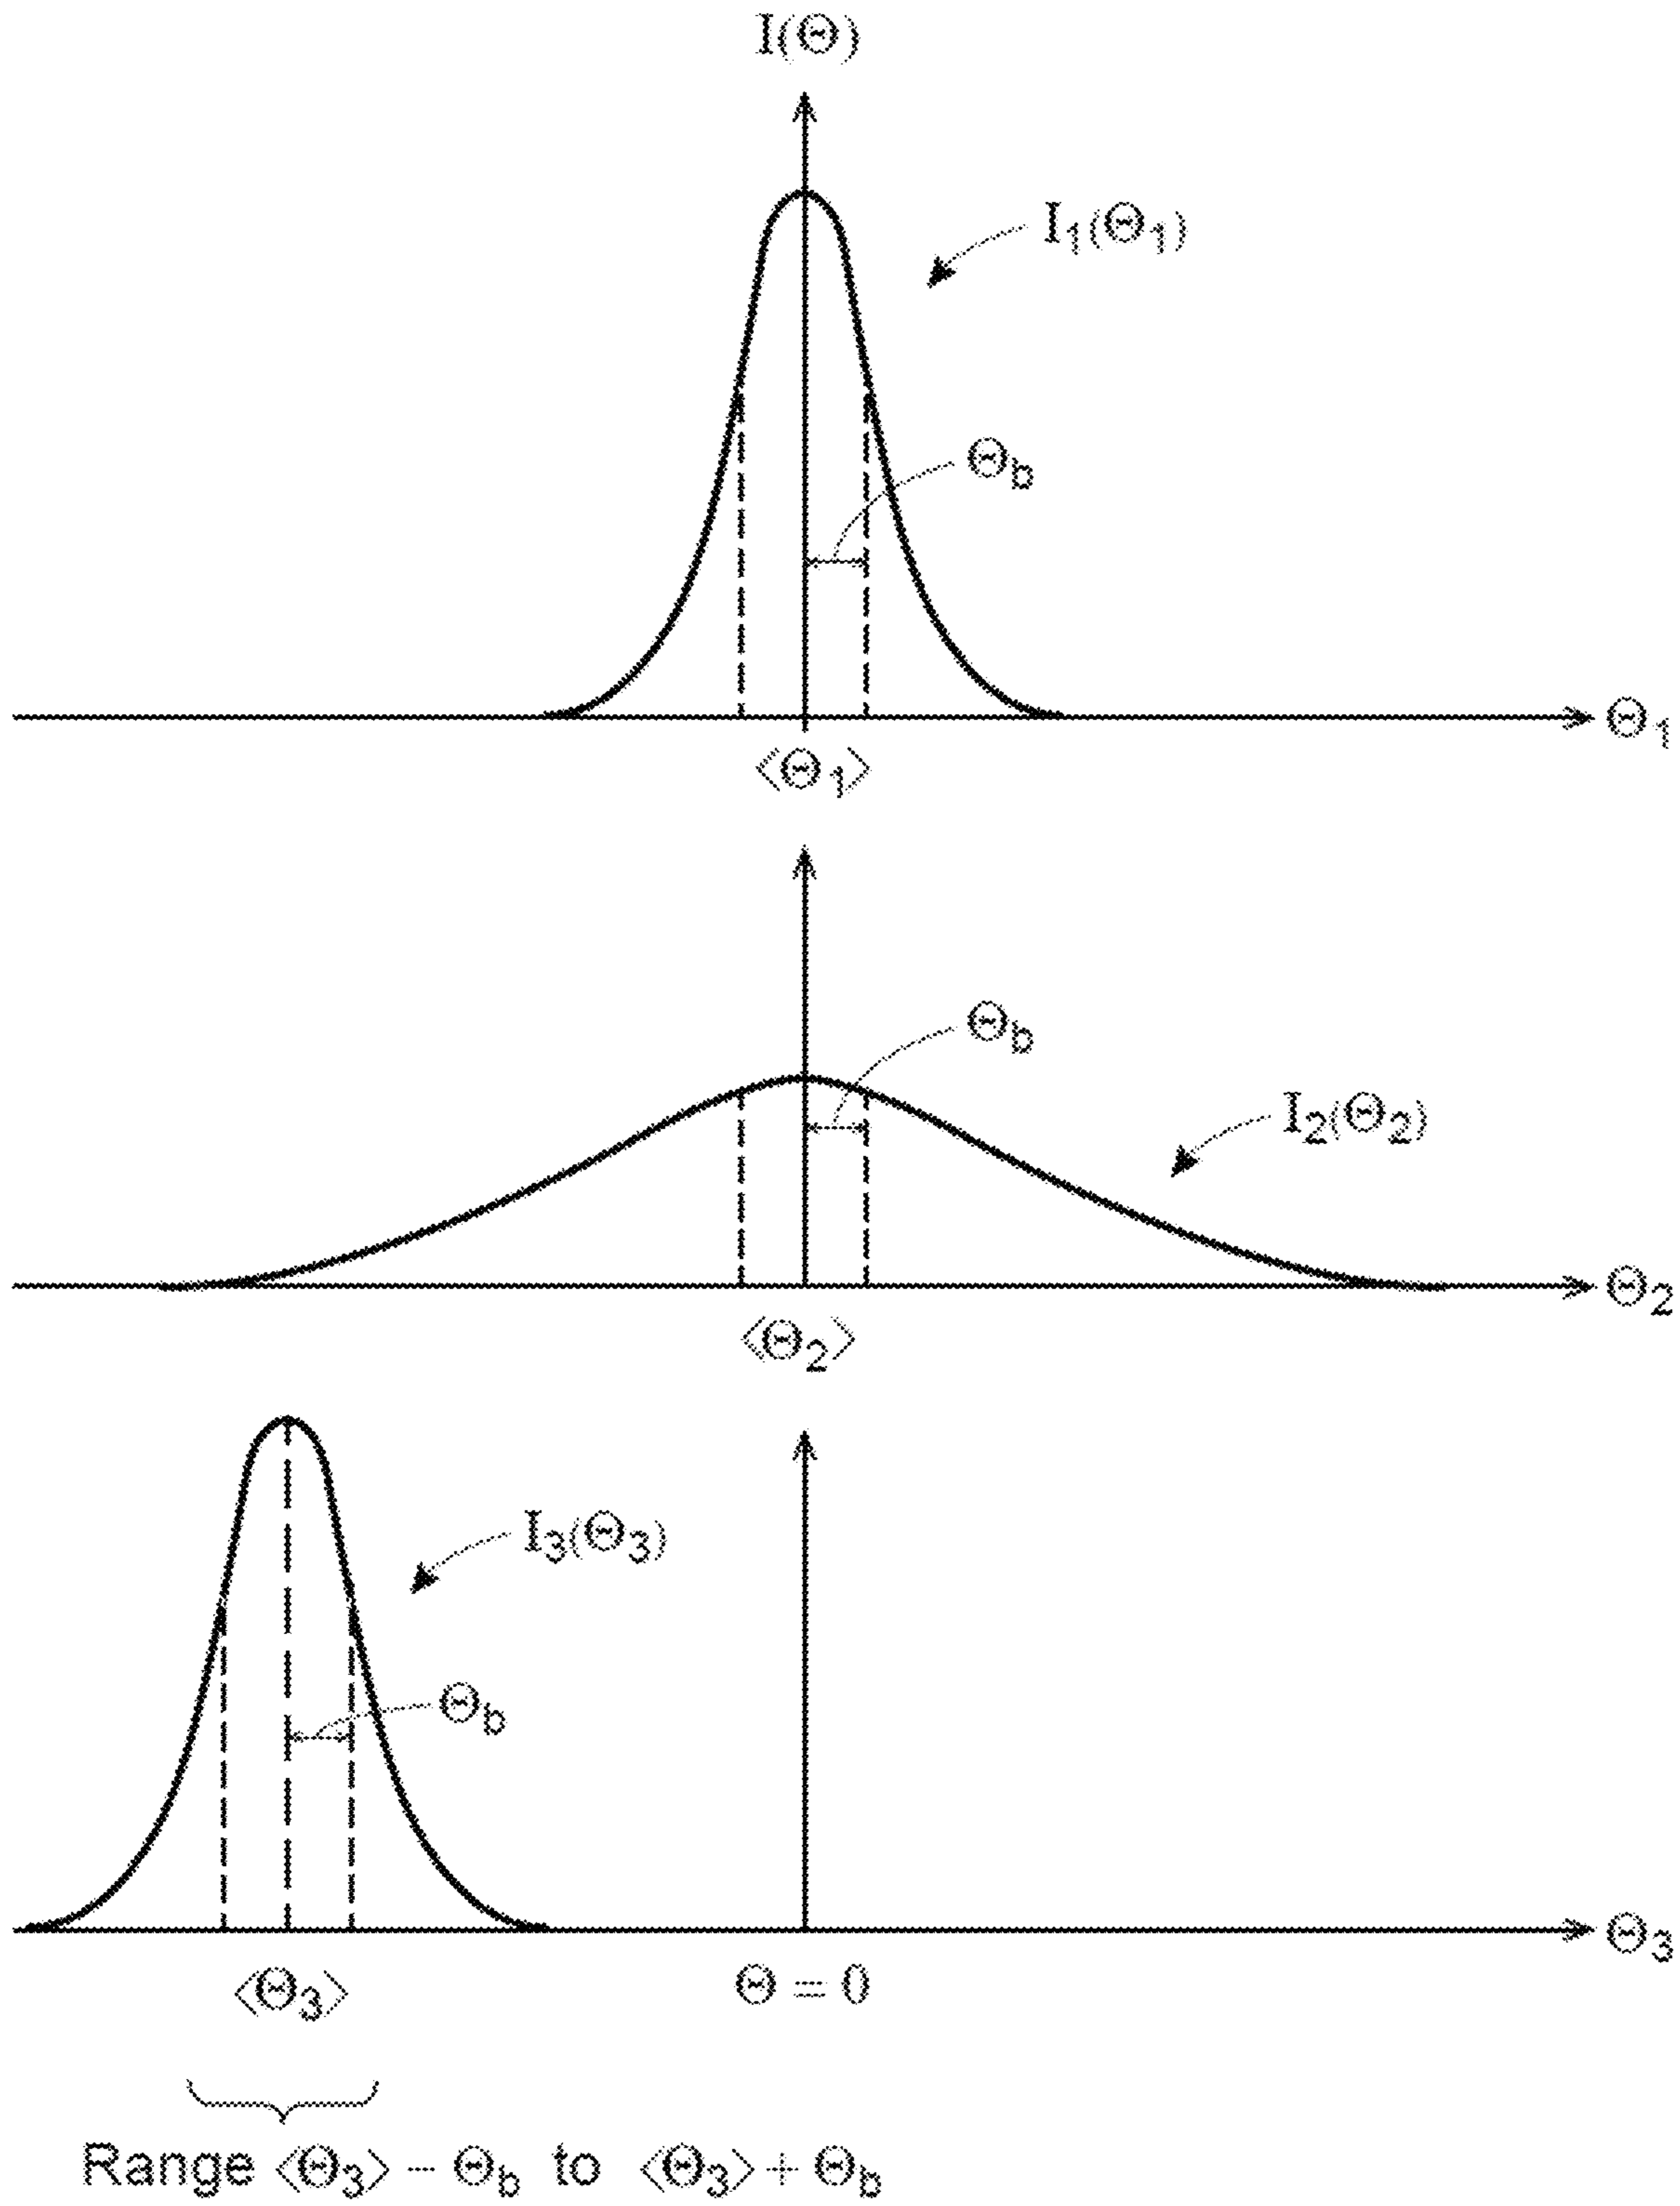 I(Θ)
I₁(Θ₁)
Θb
Θ₁
⟨Θ₁⟩
Θb
I₂(Θ₂)
Θ₂
⟨Θ₂⟩
I₃(Θ₃)
Θb
Θ₃
⟨Θ₃⟩
Θ = 0
Range ⟨Θ₃⟩ - Θb to ⟨Θ₃⟩ + Θb